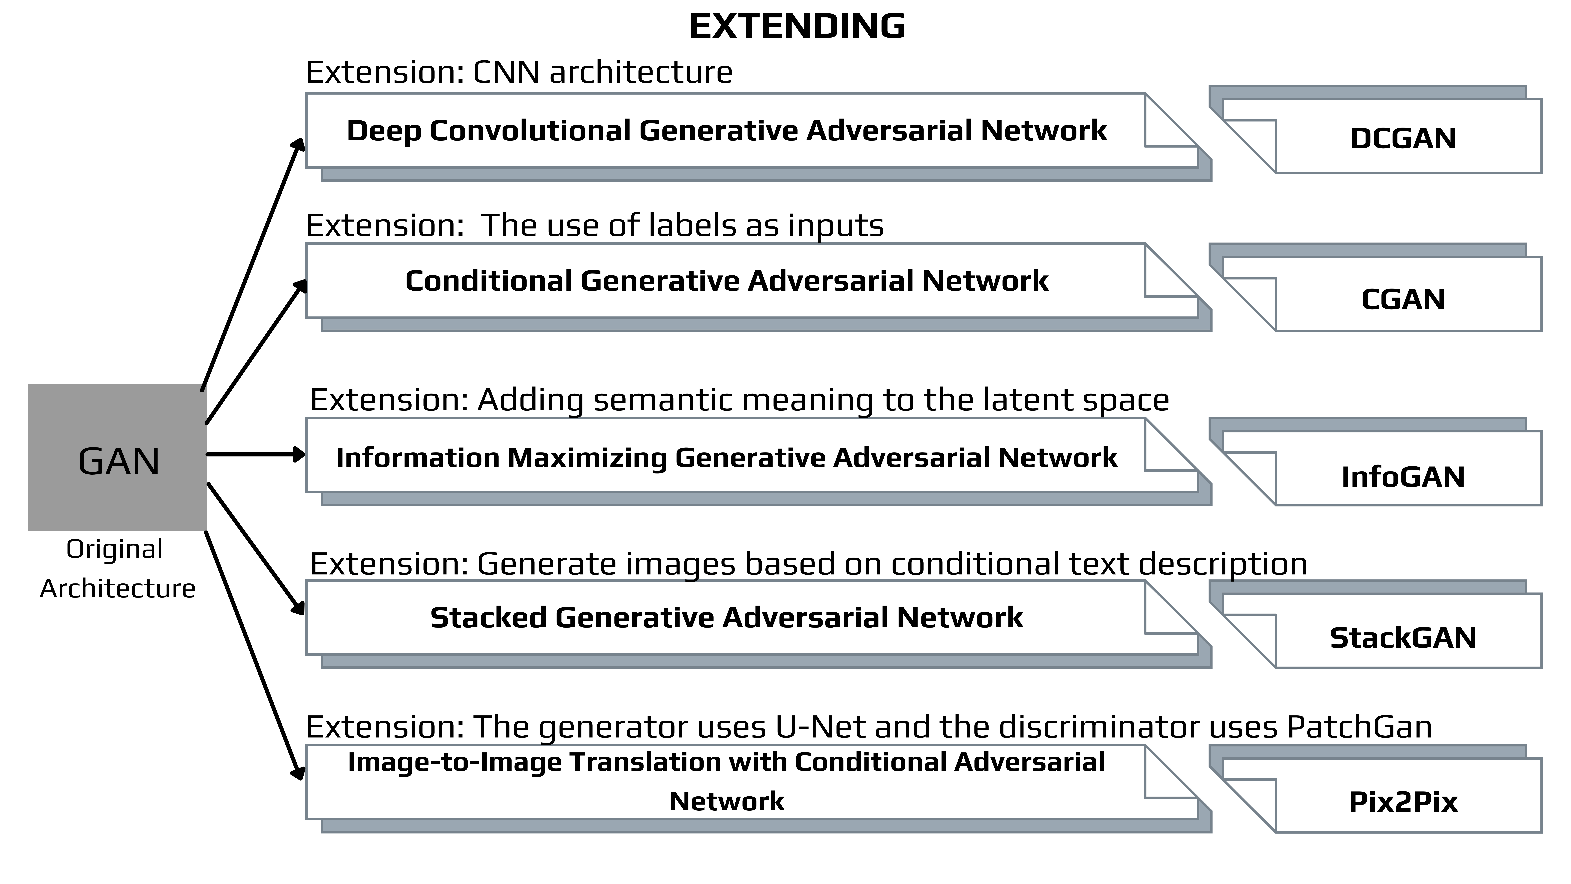 EXTENDING
Extension: CNN architecture
Deep Convolutional Generative Adversarial Network
DCGAN
Extension: The use of labels as inputs
Conditional Generative Adversarial Network
CGAN
Extension: Adding semantic meaning to the latent space
Information Maximizing Generative Adversarial Network
InfoGAN
GAN
Original
Architecture
Extension: Generate images based on conditional text description
Stacked Generative Adversarial Network
StackGAN
Extension: The generator uses U-Net and the discriminator uses PatchGan
Image-to-Image Translation with Conditional Adversarial
Network
Pix2Pix